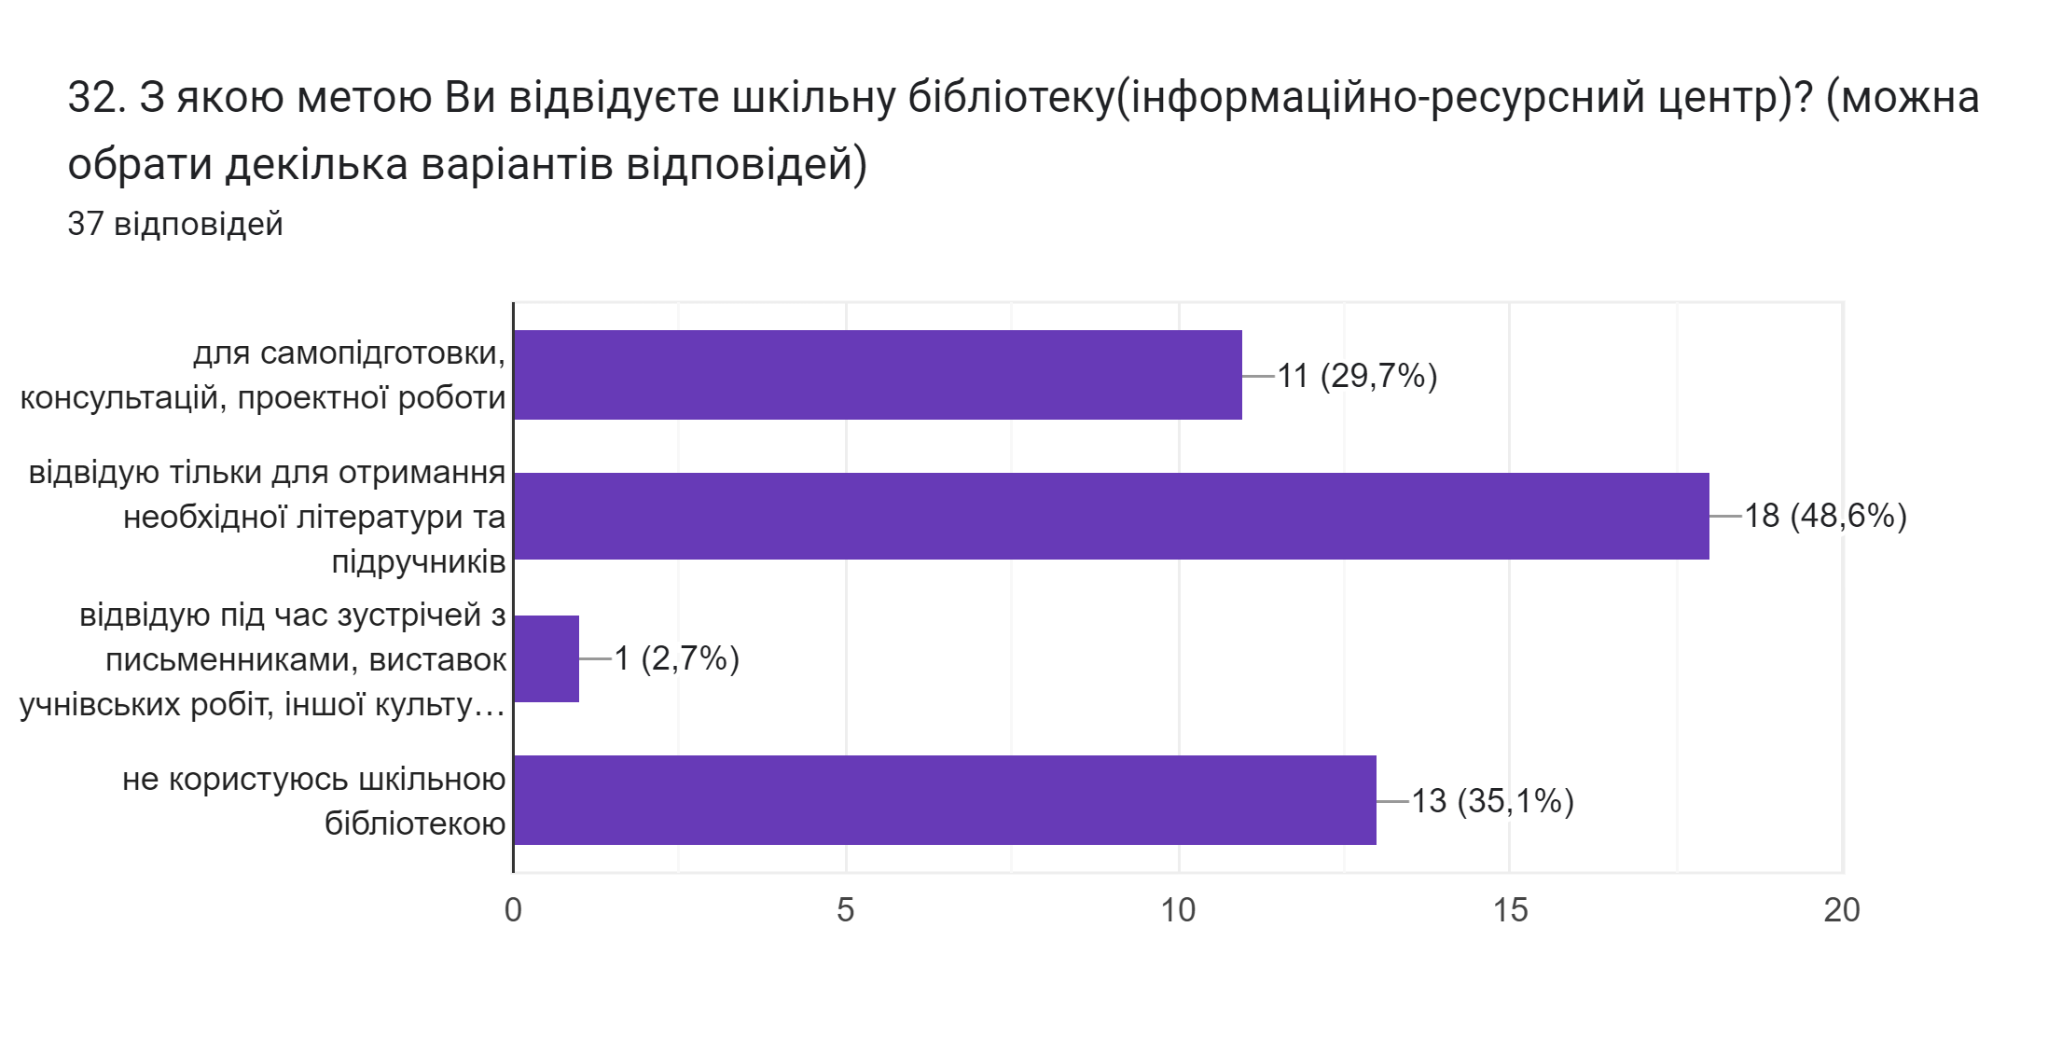 32. З якою метою Ви відвідуєте шкільну бібліотеку(інформаційно-ресурсний центр)? (можна
обрати декілька варіантів відповідей)
37 відповідей
для самопідготовки,
консультацій, проектної роботи
11 (29,7%)
відвідую тільки для отримання
необхідної літератури та
підручників
18 (48,6%)
відвідую під час зустрічей з
письменниками, виставок
учнівських робіт, іншої культу…
1 (2,7%)
не користуюсь шкільною
бібліотекою
13 (35,1%)
0 5 10 15 20